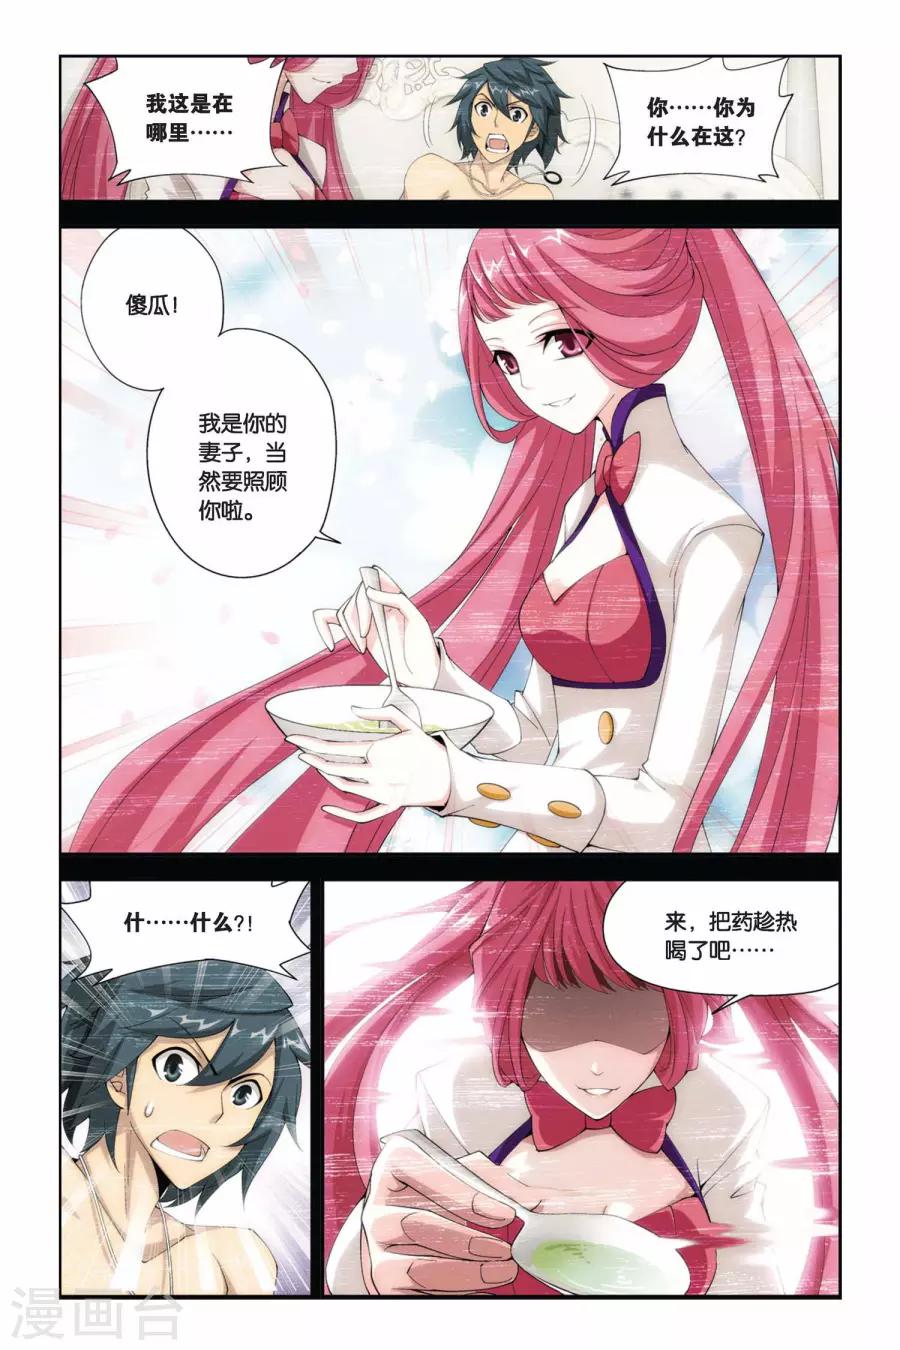 我这是在
哪里……
你……你为
什么在这？
傻瓜！
我是你的
妻子，当
然要照顾
你啦。
什……什么?!
来，把药趁热
喝了吧……
漫画台